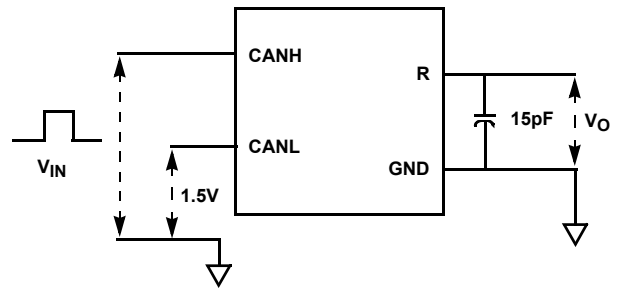 CANH
R
15pF
V_O
CANL
V_IN
GND
1.5V